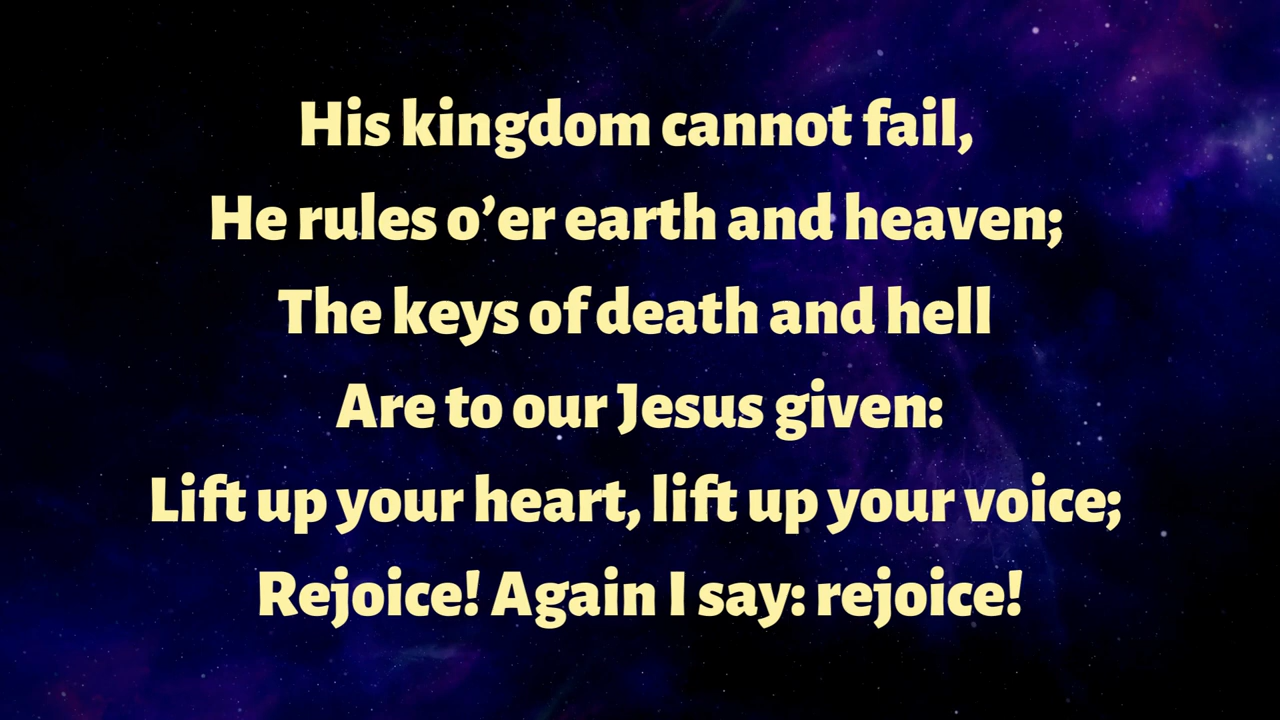 His kingdom cannot fail,
He rules o’er earth and heaven;
The keys of death and hell
Are to our Jesus given:
Lift up your heart, lift up your voice;
Rejoice! Again I say: rejoice!